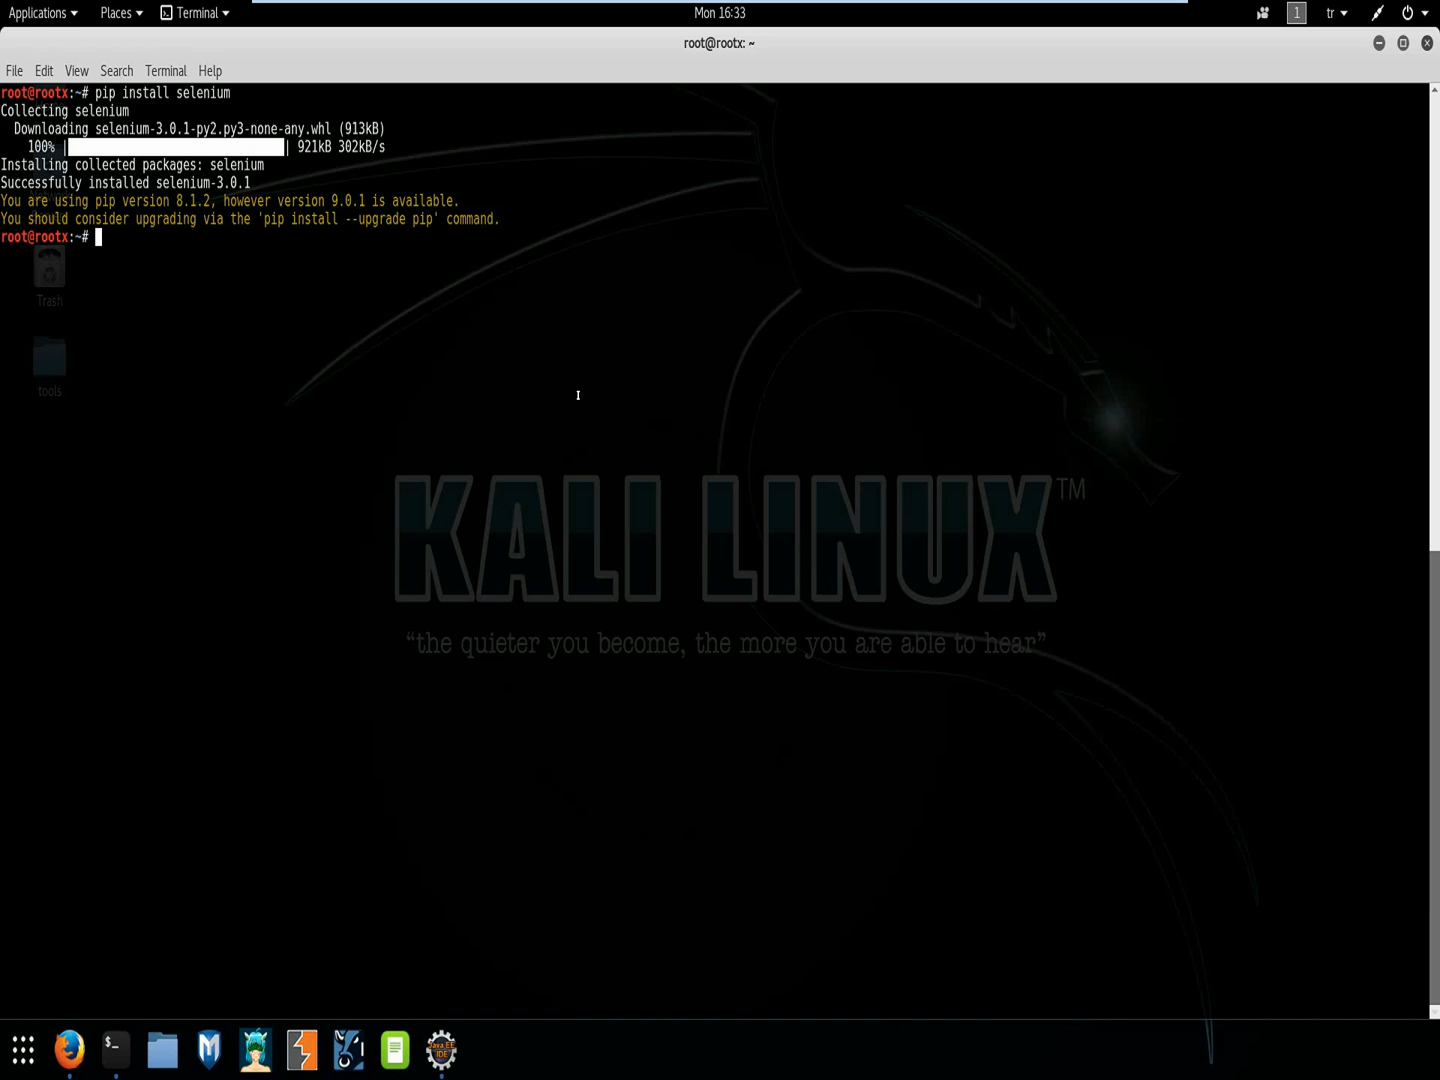 Applications Places Terminal Mon 16:33 1 tr
root@rootx: ~
File Edit View Search Terminal Help
root@rootx:~# pip install selenium
Collecting selenium
Downloading selenium-3.0.1-py2.py3-none-any.whl (913kB)
100% | | 921kB 302kB/s
Installing collected packages: selenium
Successfully installed selenium-3.0.1
You are using pip version 8.1.2, however version 9.0.1 is available.
You should consider upgrading via the 'pip install --upgrade pip' command.
root@rootx:~#
Trash
tools
KALI LINUX™
“the quieter you become, the more you are able to hear”
$_
Java EE
IDE